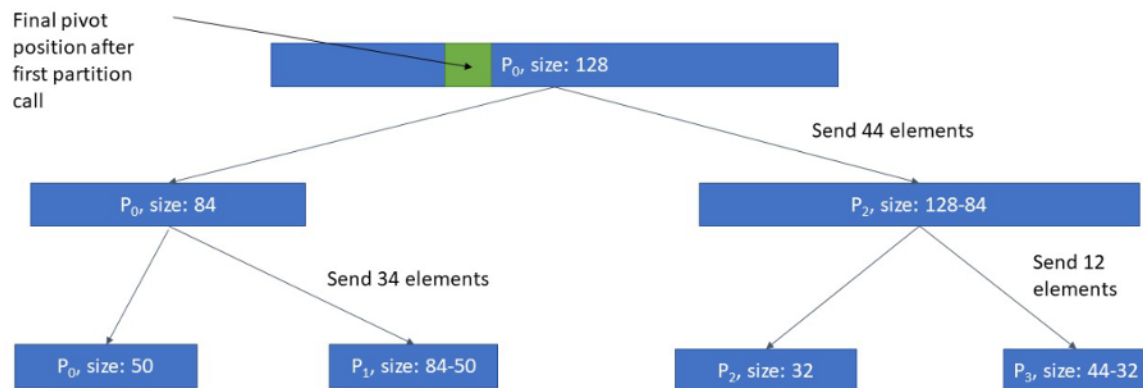 Final pivot
position after
first partition
call
P₀, size: 128
Send 44 elements
P₀, size: 84
P₂, size: 128-84
Send 34 elements
Send 12
elements
P₀, size: 50
P₁, size: 84-50
P₂, size: 32
P₃, size: 44-32